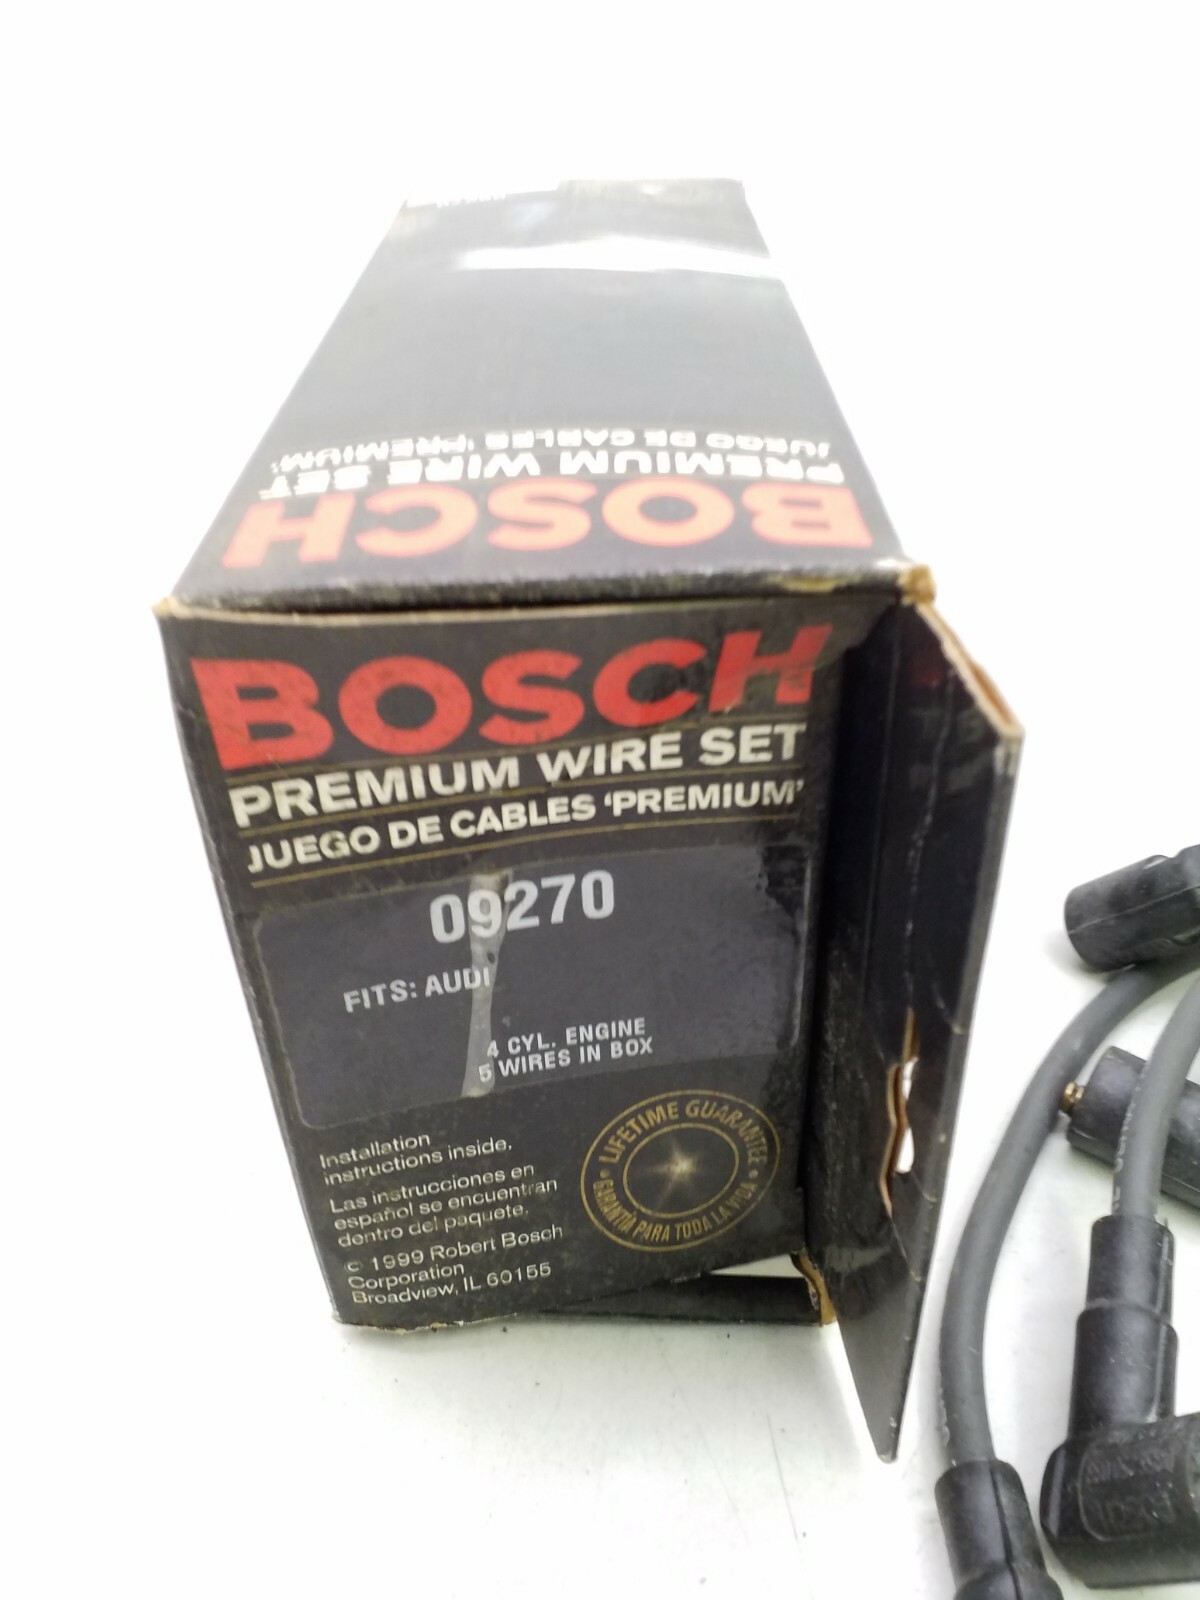 BOSCH
PREMIUM WIRE SET
JUEGO DE CABLES 'PREMIUM'
BOSCH
PREMIUM WIRE SET
JUEGO DE CABLES 'PREMIUM'
09270
FITS: AUDI
4 CYL. ENGINE
5 WIRES IN BOX
Installation
instructions inside.
Las instrucciones en
español se encuentran
dentro del paquete.
© 1999 Robert Bosch
Corporation
Broadview, IL 60155
LIFETIME GUARANTEE
GARANTÍA PARA TODA LA VIDA